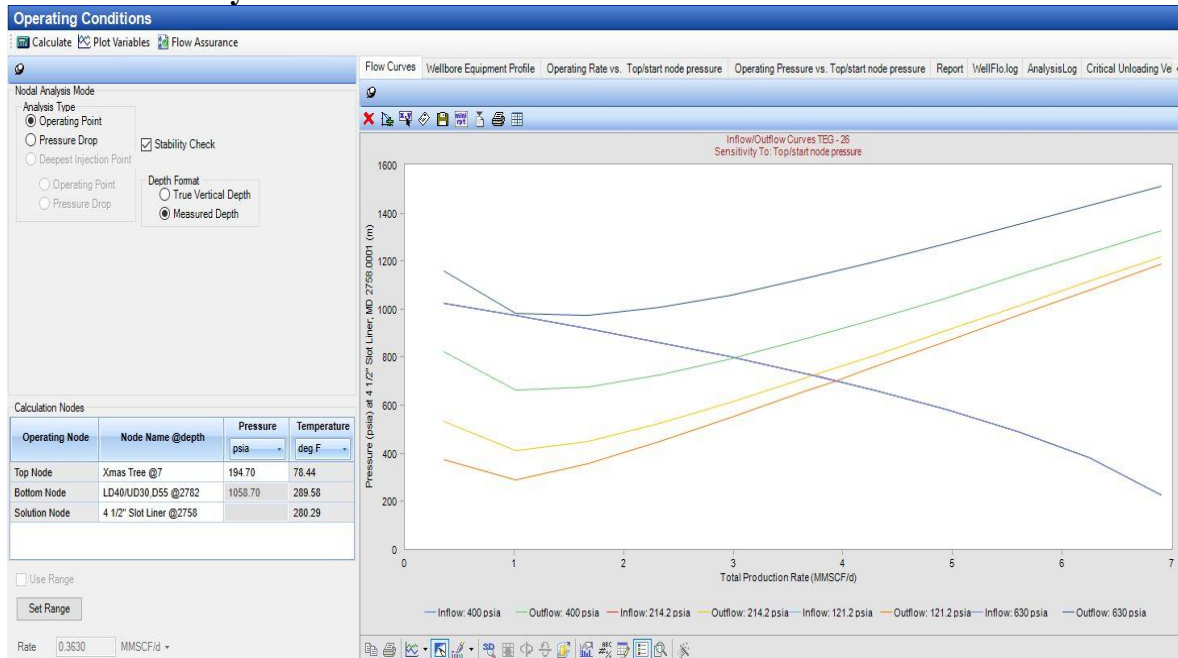 Operating Conditions
Calculate Plot Variables Flow Assurance
Nodal Analysis Mode
Analysis Type
Operating Point
Pressure Drop
Deepest Injection Point
Operating Point
Pressure Drop
Stability Check
Depth Format
True Vertical Depth
Measured Depth
Calculation Nodes
Operating Node Node Name @depth Pressure Temperature
psia deg F
Top Node Xmas Tree @7 194.70 78.44
Bottom Node LD40/UD30,D55 @2782 1058.70 289.58
Solution Node 4 1/2" Slot Liner @2758 280.29
Use Range
Set Range
Rate 0.3630 MMSCF/d
Flow Curves Wellbore Equipment Profile Operating Rate vs. Top/start node pressure Operating Pressure vs. Top/start node pressure Report WellFlo.log AnalysisLog Critical Unloading Vel
Inflow/Outflow Curves TEG - 26
Sensitivity To: Top/start node pressure
Pressure (psia) at 4 1/2" Slot Liner, MD 2758.0001 (m)
1600
1400
1200
1000
800
600
400
200
0
0 1 2 3 4 5 6 7
Total Production Rate (MMSCF/d)
Inflow: 400 psia Outflow: 400 psia Inflow: 214.2 psia Outflow: 214.2 psia Inflow: 121.2 psia Outflow: 121.2 psia Inflow: 630 psia Outflow: 630 psia